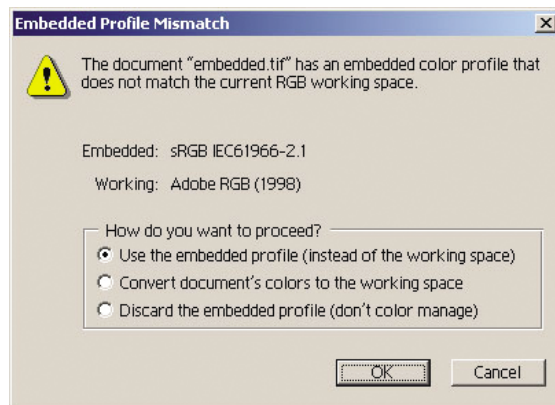 Embedded Profile Mismatch
The document “embedded.tif” has an embedded color profile that
does not match the current RGB working space.
Embedded: sRGB IEC61966-2.1
Working: Adobe RGB (1998)
How do you want to proceed?
Use the embedded profile (instead of the working space)
Convert document's colors to the working space
Discard the embedded profile (don't color manage)
OK Cancel